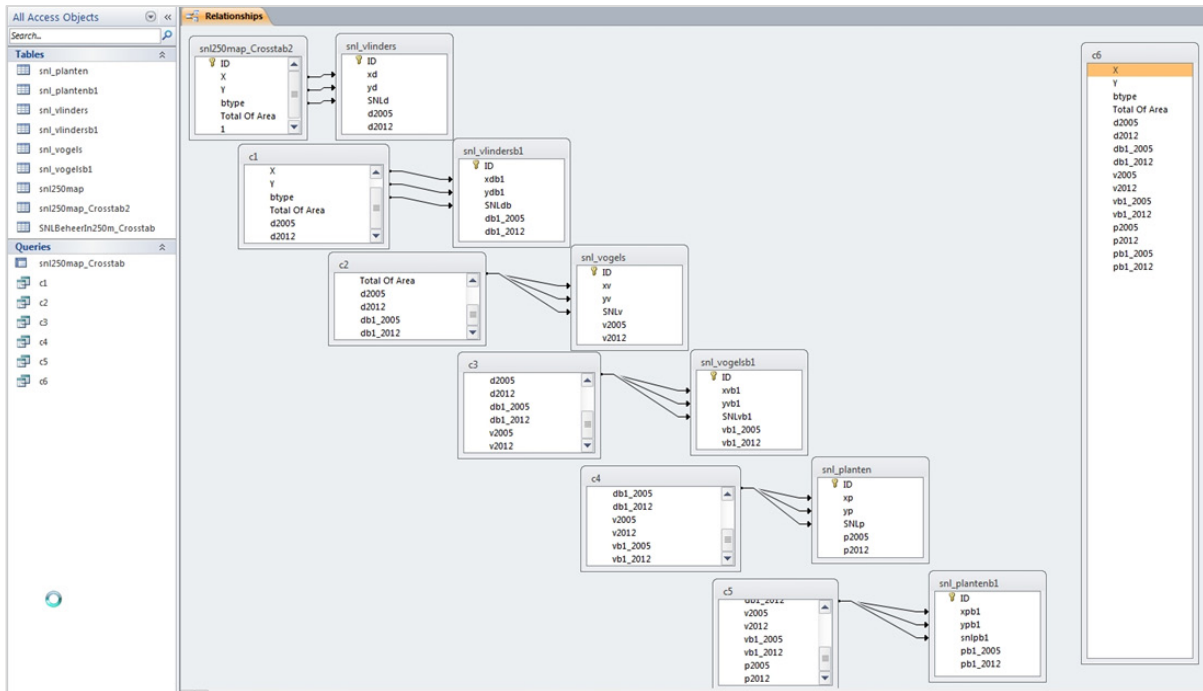 All Access Objects
Search...
Tables
snl_planten
snl_plantenb1
snl_vlinders
snl_vlindersb1
snl_vogels
snl_vogelsb1
snl250map
snl250map_Crosstab2
SNLBeheerIn250m_Crosstab
Queries
snl250map_Crosstab
c1
c2
c3
c4
c5
c6
Relationships
snl250map_Crosstab2
ID
X
Y
btype
Total Of Area
1
snl_vlinders
ID
xd
yd
SNLd
d2005
d2012
c1
X
Y
btype
Total Of Area
d2005
d2012
snl_vlindersb1
ID
xdb1
ydb1
SNLdb
db1_2005
db1_2012
c2
Total Of Area
d2005
d2012
db1_2005
db1_2012
snl_vogels
ID
xv
yv
SNLv
v2005
v2012
c3
d2005
d2012
db1_2005
db1_2012
v2005
v2012
snl_vogelsb1
ID
xvb1
yvb1
SNLvb1
vb1_2005
vb1_2012
c4
db1_2005
db1_2012
v2005
v2012
vb1_2005
vb1_2012
snl_planten
ID
xp
yp
SNLp
p2005
p2012
c5
db1_2012
v2005
v2012
vb1_2005
vb1_2012
p2005
p2012
snl_plantenb1
ID
xpb1
ypb1
snlpb1
pb1_2005
pb1_2012
c6
X
Y
btype
Total Of Area
d2005
d2012
db1_2005
db1_2012
v2005
v2012
vb1_2005
vb1_2012
p2005
p2012
pb1_2005
pb1_2012